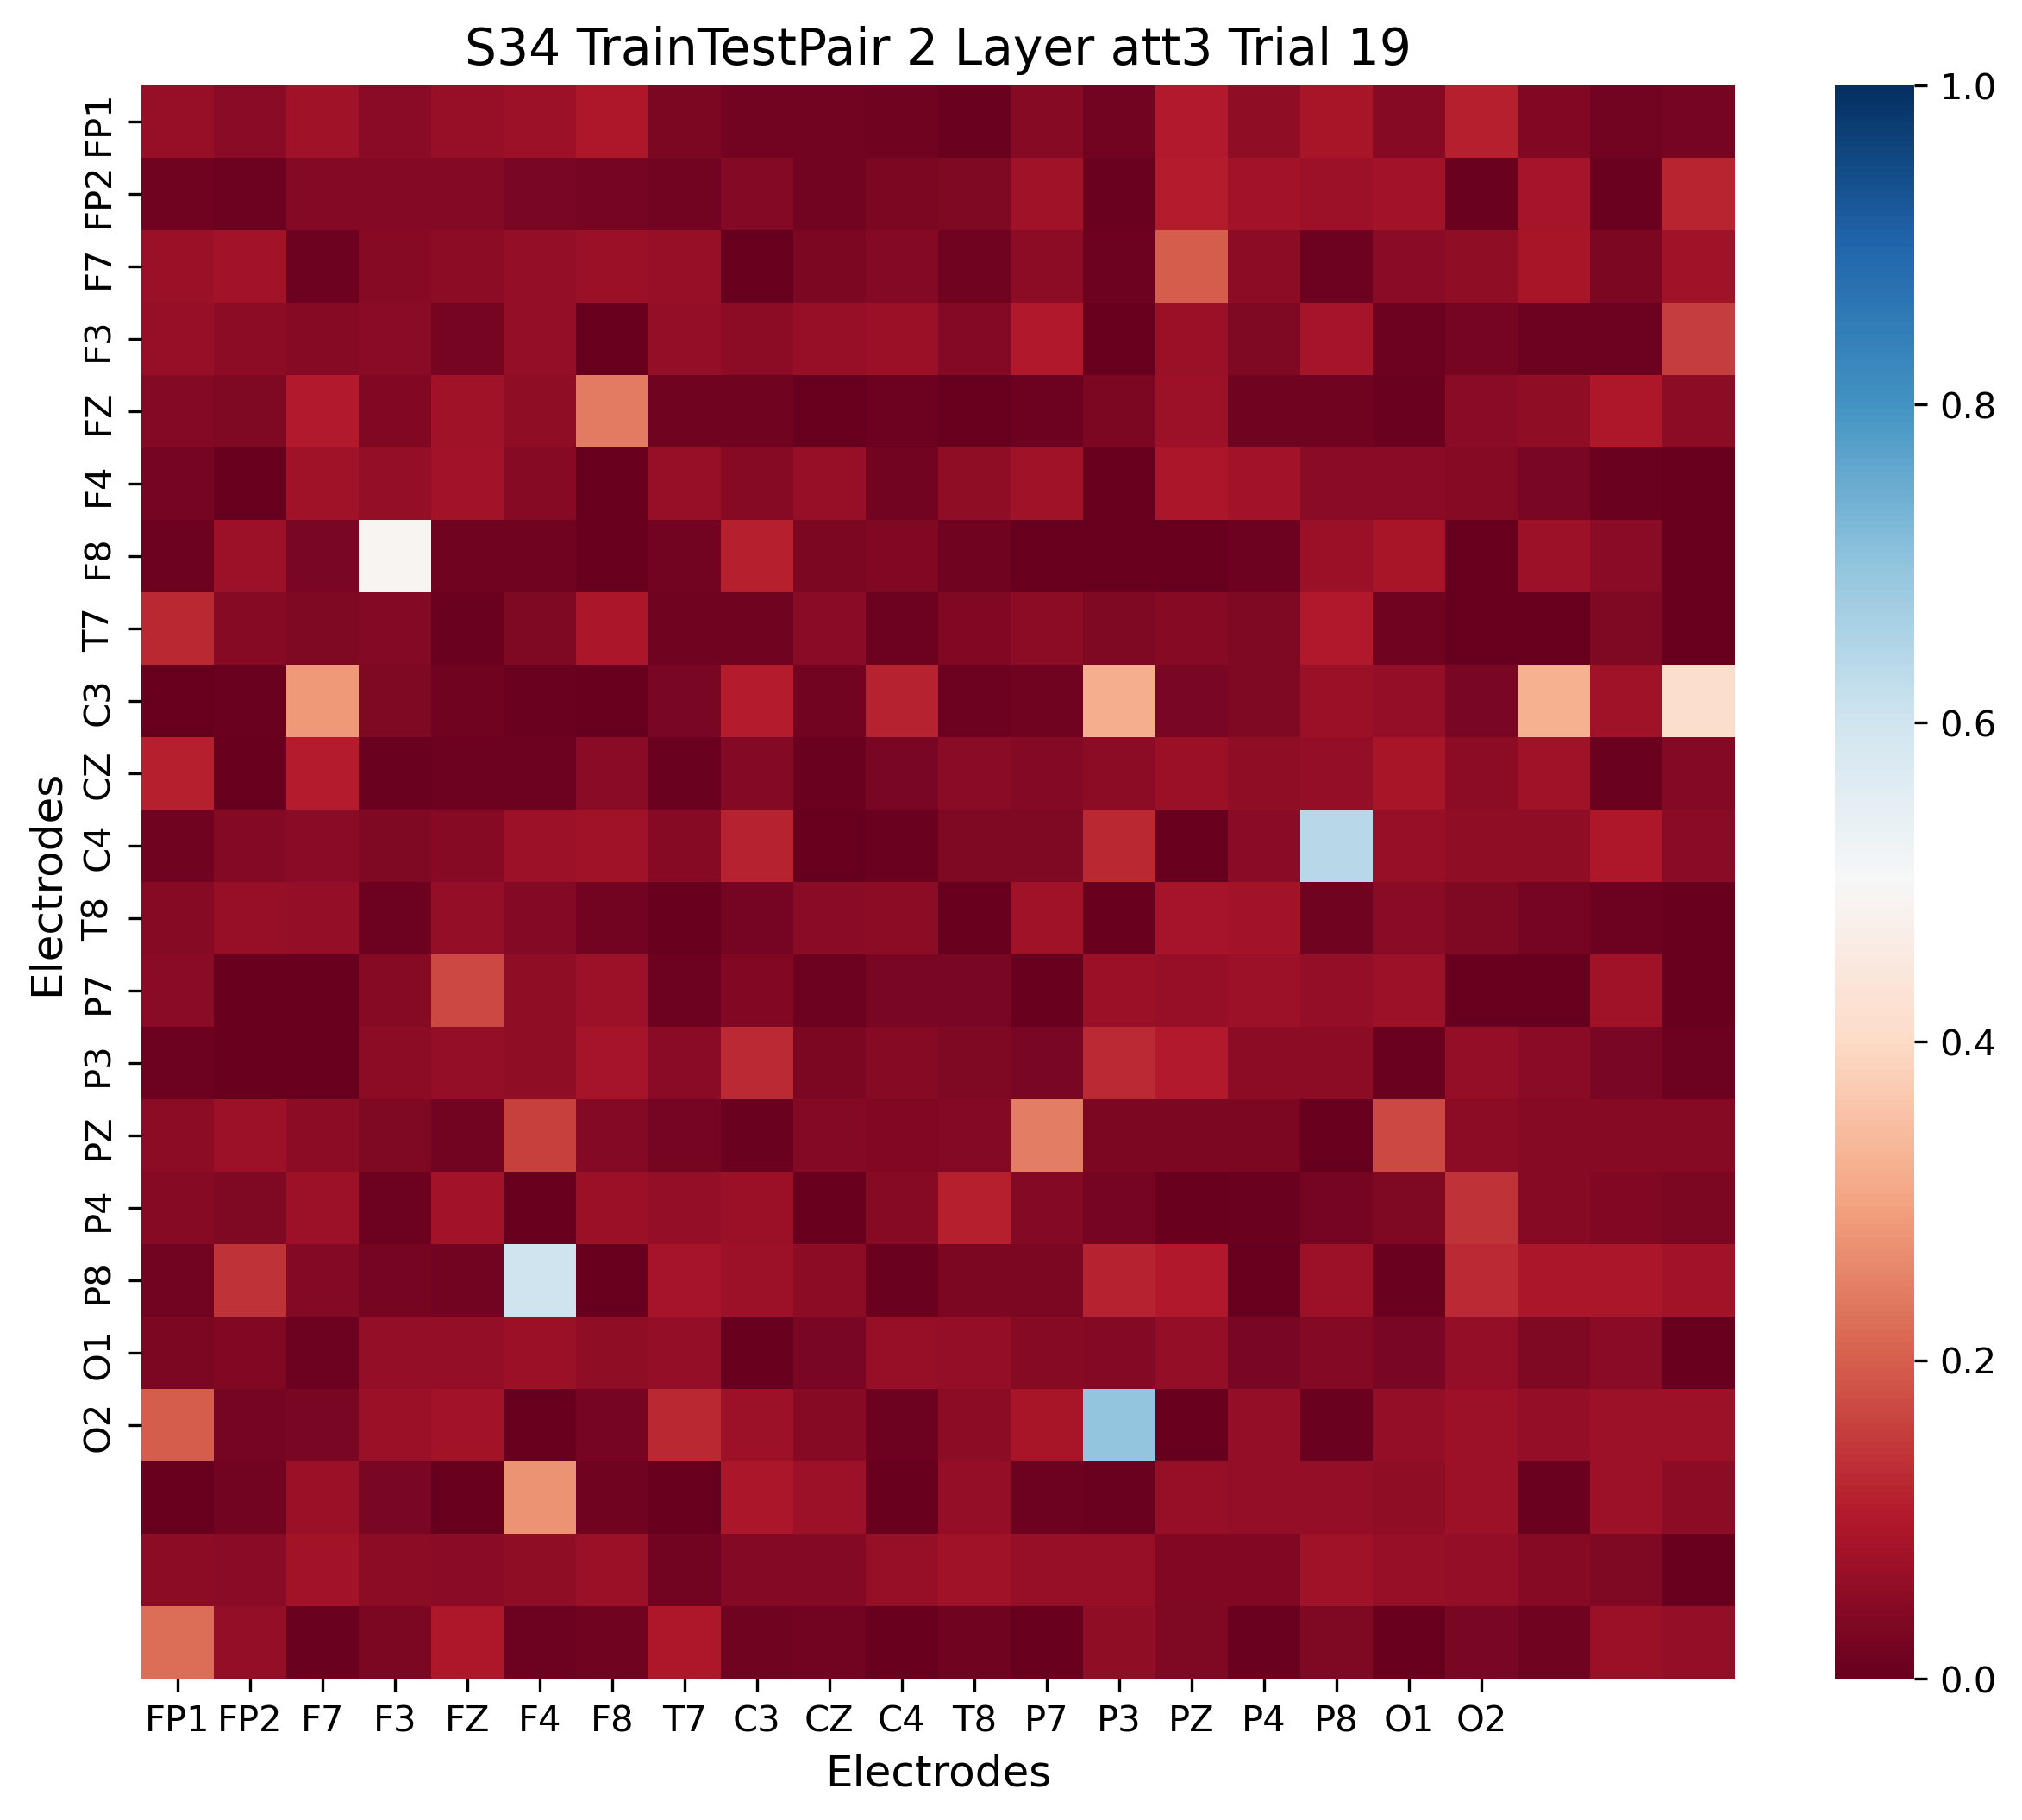 S34 TrainTestPair 2 Layer att3 Trial 19
Electrodes
FP1
FP2
F7
F3
FZ
F4
F8
T7
C3
CZ
C4
T8
P7
P3
PZ
P4
P8
O1
O2
FP1 FP2 F7 F3 FZ F4 F8 T7 C3 CZ C4 T8 P7 P3 PZ P4 P8 O1 O2
Electrodes
1.0
0.8
0.6
0.4
0.2
0.0